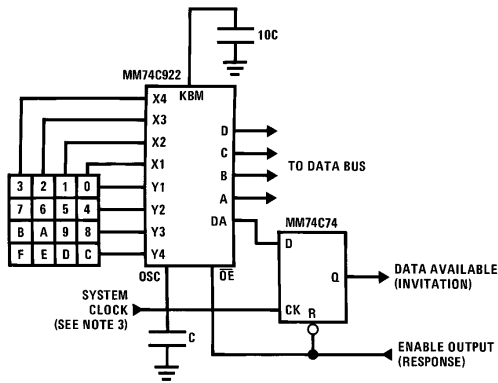 10C
MM74C922
KBM
X4
X3
X2
X1
Y1
Y2
Y3
Y4
D
C
B
A
DA
TO DATA BUS
3 2 1 0
7 6 5 4
B A 9 8
F E D C
OSC
OE
MM74C74
D
Q
CK
R
DATA AVAILABLE
(INVITATION)
SYSTEM
CLOCK
(SEE NOTE 3)
C
ENABLE OUTPUT
(RESPONSE)